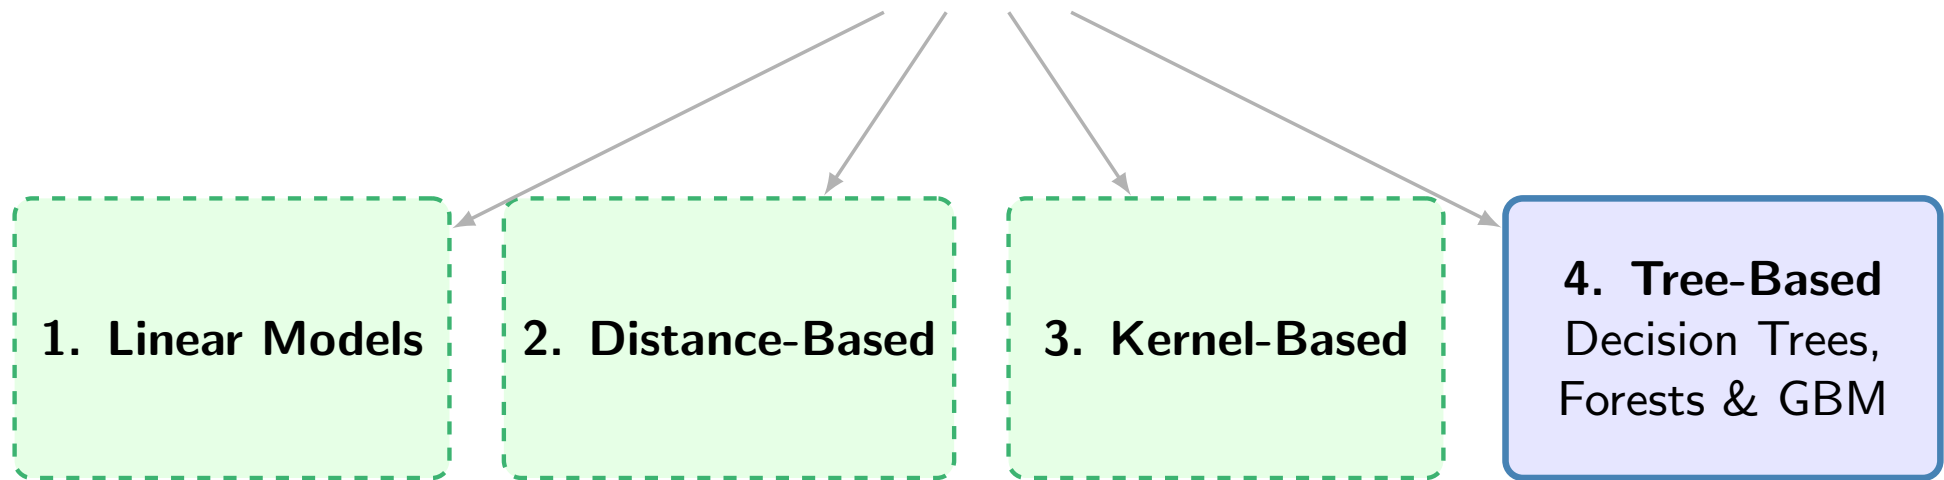 1. Linear Models
2. Distance-Based
3. Kernel-Based
4. Tree-Based
Decision Trees,
Forests & GBM